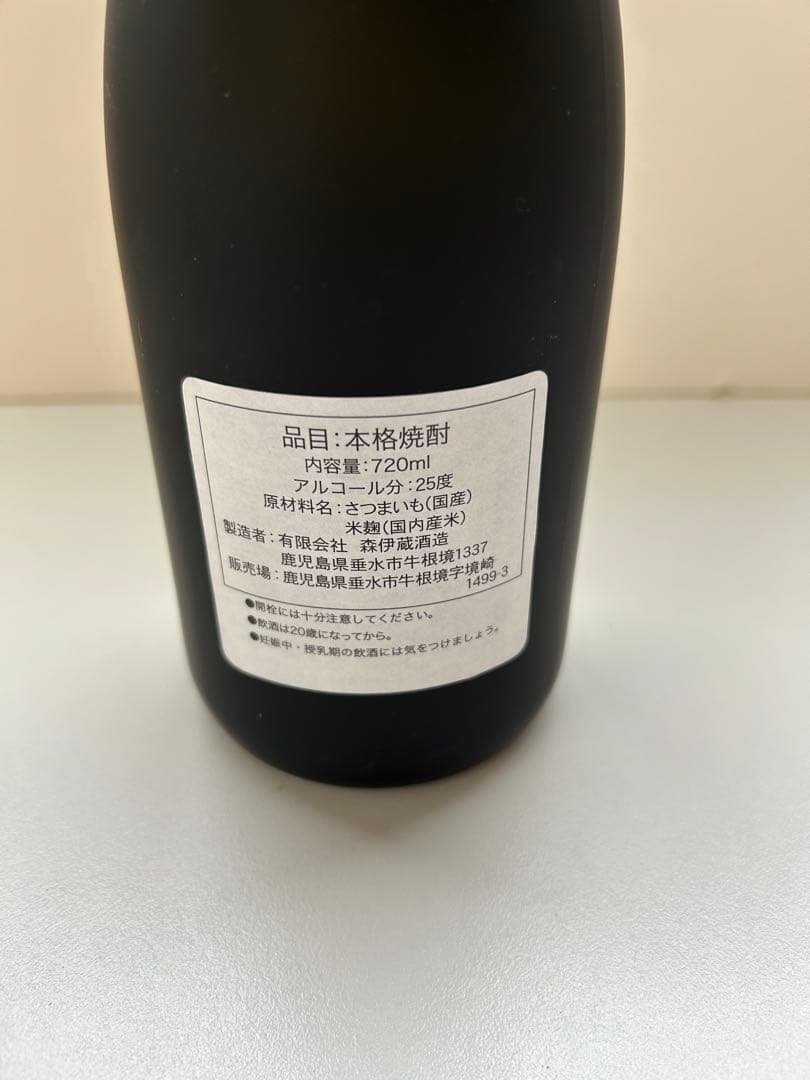 品目:本格焼酎
内容量:720ml
アルコール分:25度
原材料名:さつまいも(国産)
米麹(国内産米)
製造者:有限会社 森伊蔵酒造
鹿児島県垂水市牛根境1337
販売場:鹿児島県垂水市牛根境字境崎
1499-3
●開栓には十分注意してください。
●飲酒は20歳になってから。
●妊娠中・授乳期の飲酒には気をつけましょう。